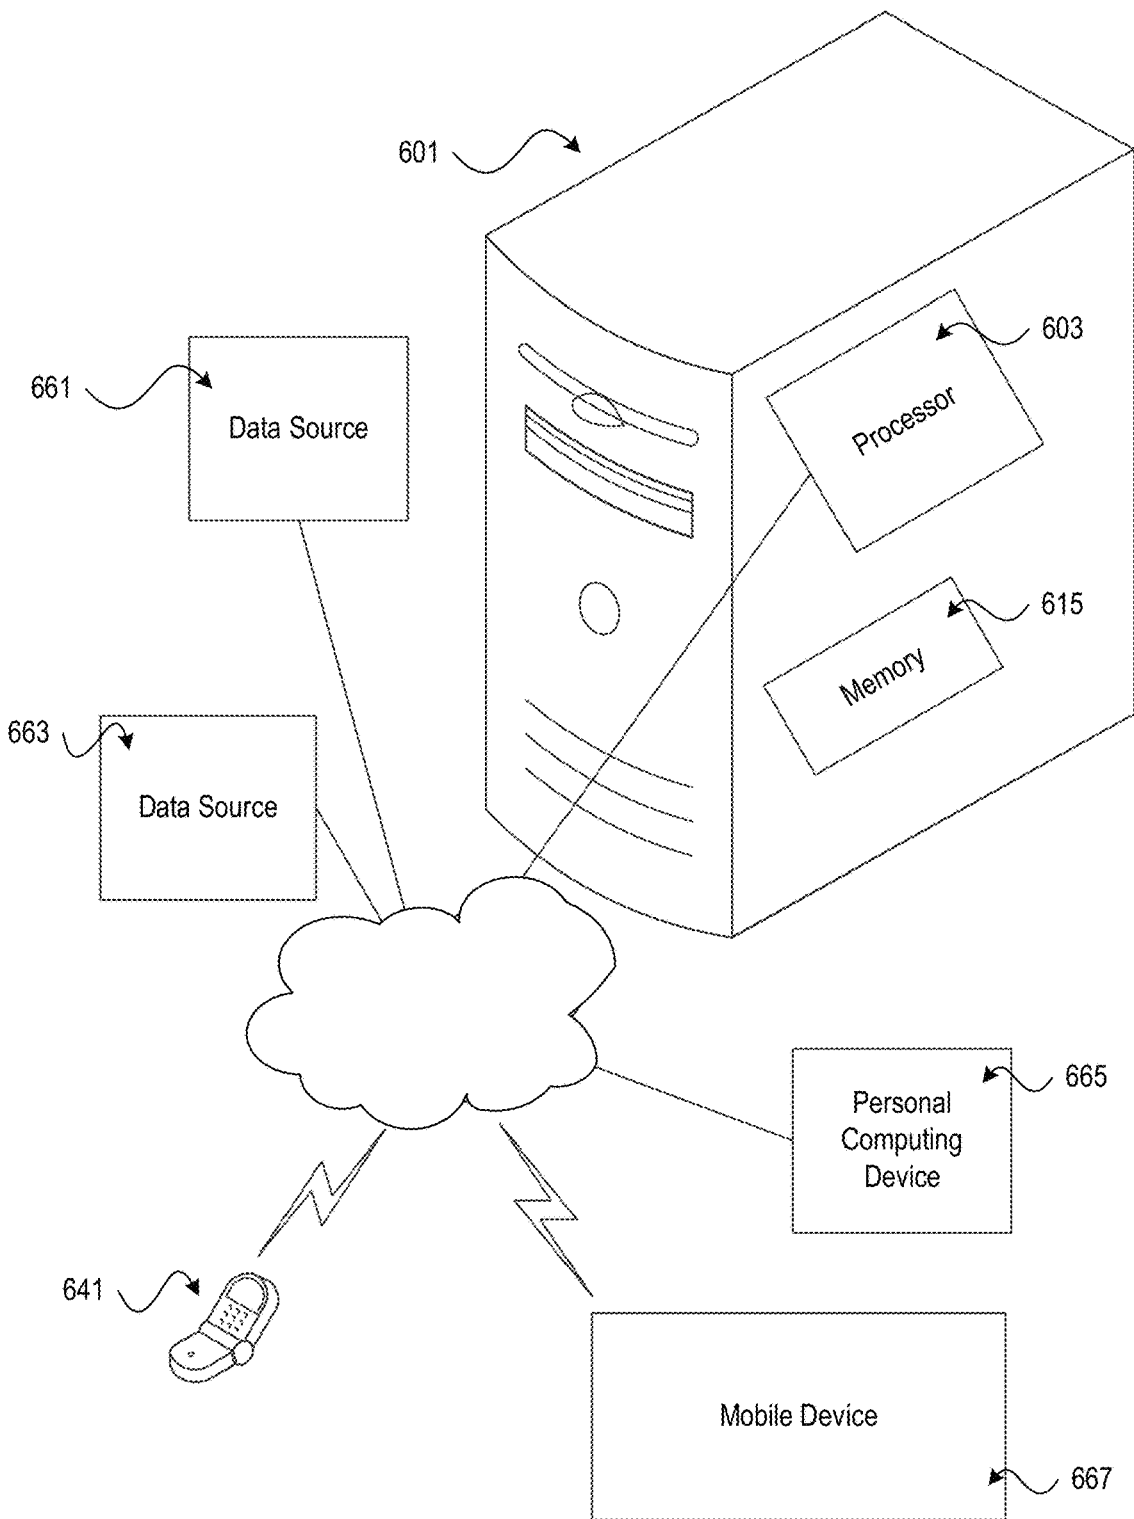 601
603
Processor
661
Data Source
615
Memory
663
Data Source
665
Personal
Computing
Device
641
Mobile Device
667